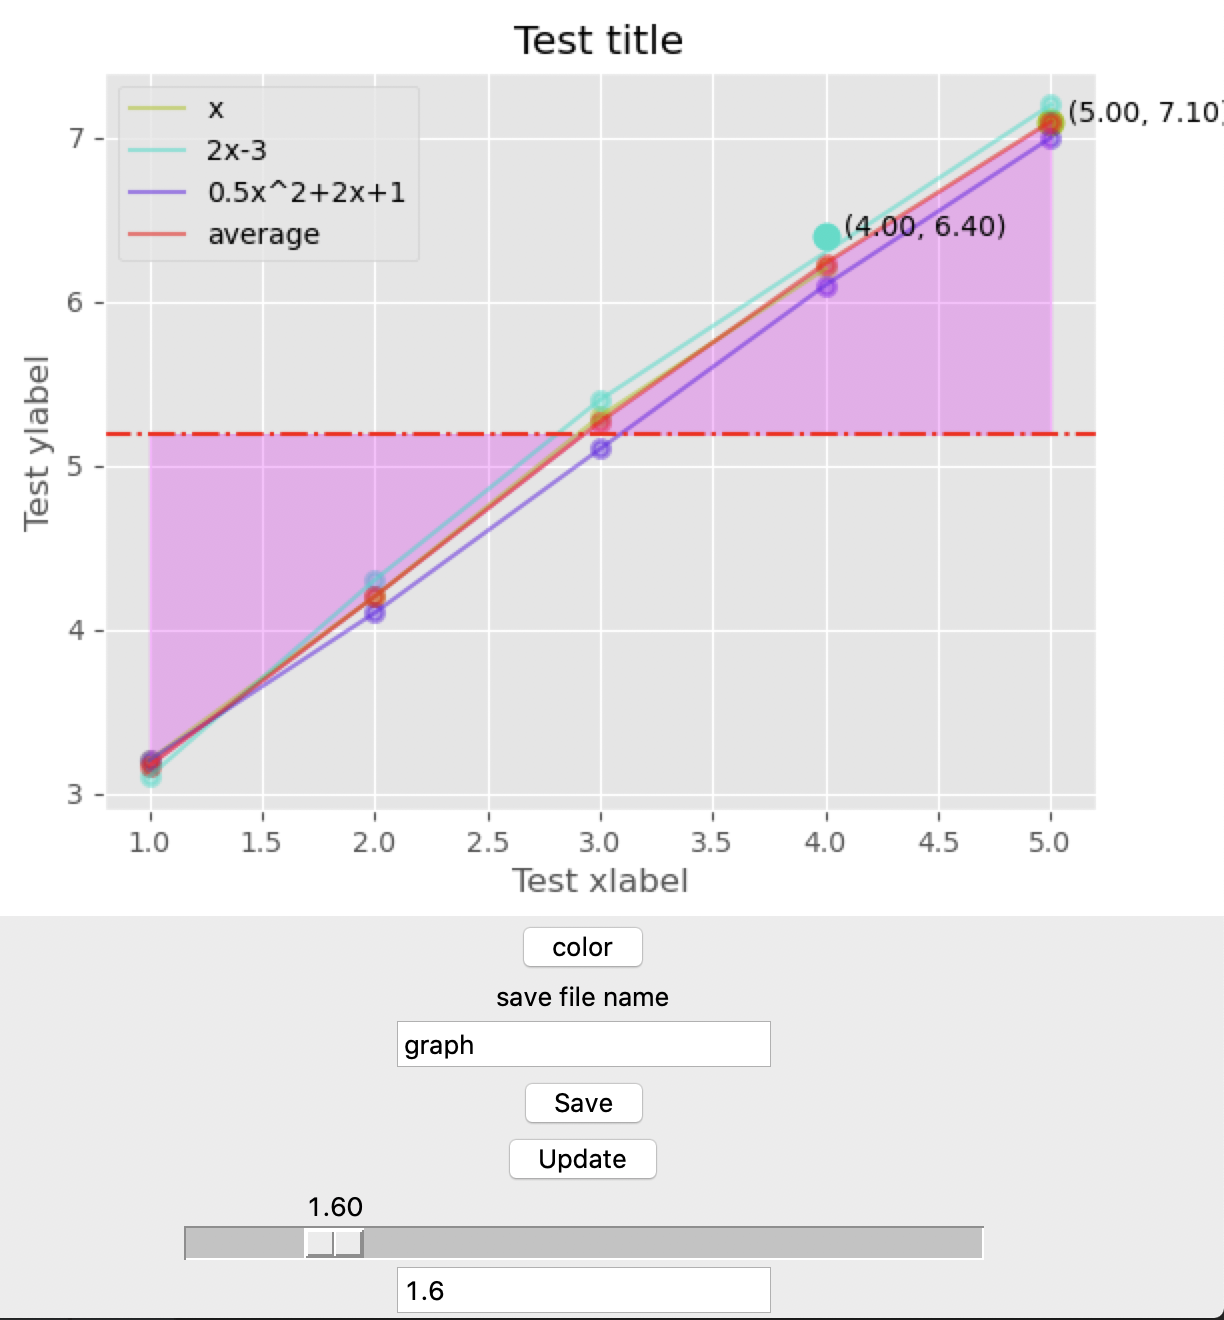 Test title
x
2x-3
0.5x^2+2x+1
average
(5.00, 7.10)
(4.00, 6.40)
7
6
5
4
3
Test ylabel
1.0 1.5 2.0 2.5 3.0 3.5 4.0 4.5 5.0
Test xlabel
color
save file name
graph
Save
Update
1.60
1.6